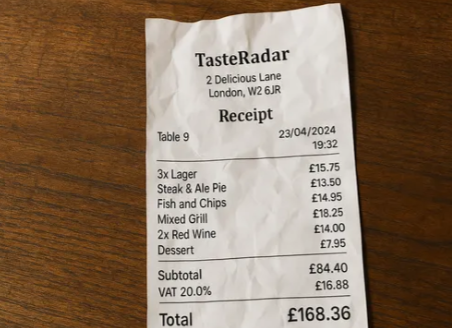 TasteRadar
2 Delicious Lane
London, W2 6JR
Receipt
Table 9 23/04/2024
19:32
3x Lager £15.75
Steak & Ale Pie £13.50
Fish and Chips £14.95
Mixed Grill £18.25
2x Red Wine £14.00
Dessert £7.95
Subtotal £84.40
VAT 20.0% £16.88
Total £168.36